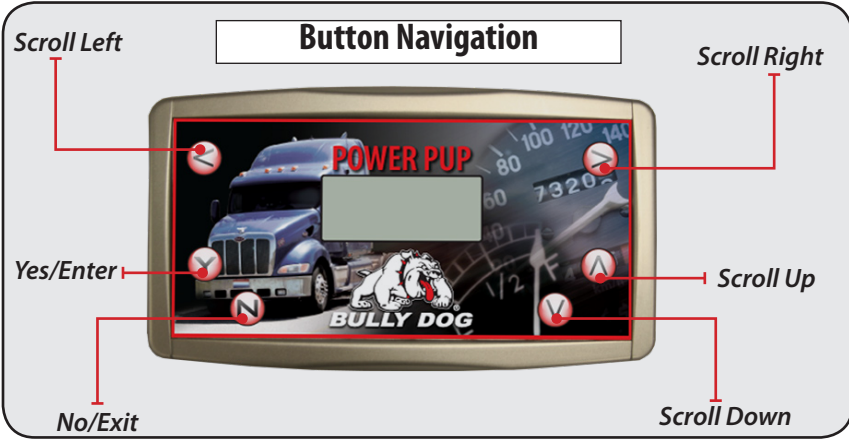 Button Navigation
Scroll Left
Scroll Right
POWER PUP
80
100
120
140
60
7320
Yes/Enter
Y
Scroll Up
1/2
N
BULLY DOG
®
No/Exit
Scroll Down